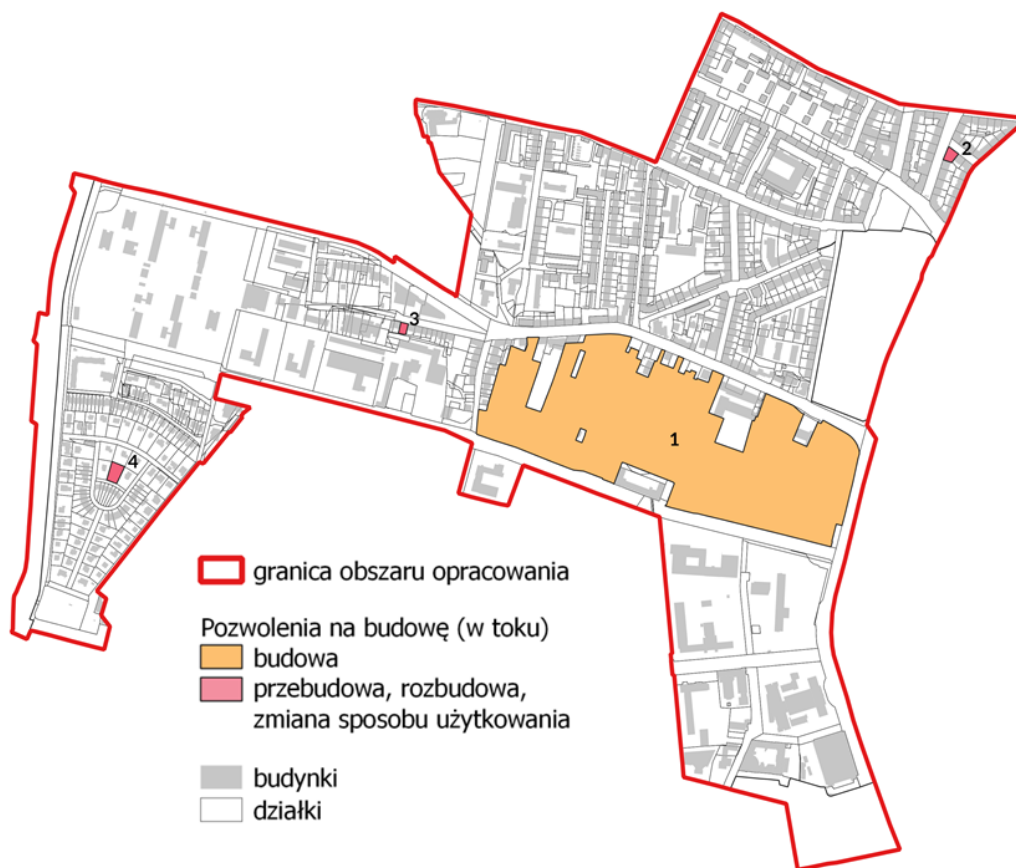 2
3
1
4
granica obszaru opracowania
Pozwolenia na budowę (w toku)
budowa
przebudowa, rozbudowa,
zmiana sposobu użytkowania
budynki
działki